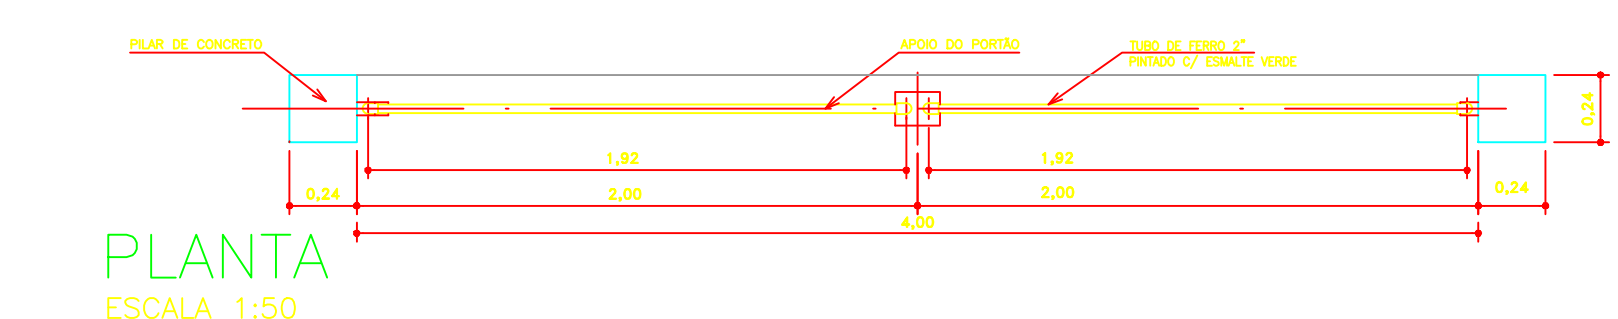 PILAR DE CONCRETO
APOIO DO PORTÃO
TUBO DE FERRO 2"
PINTADO C/ ESMALTE VERDE
0,24
1,92
1,92
0,24
2,00
2,00
0,24
4,00
PLANTA
ESCALA 1:50